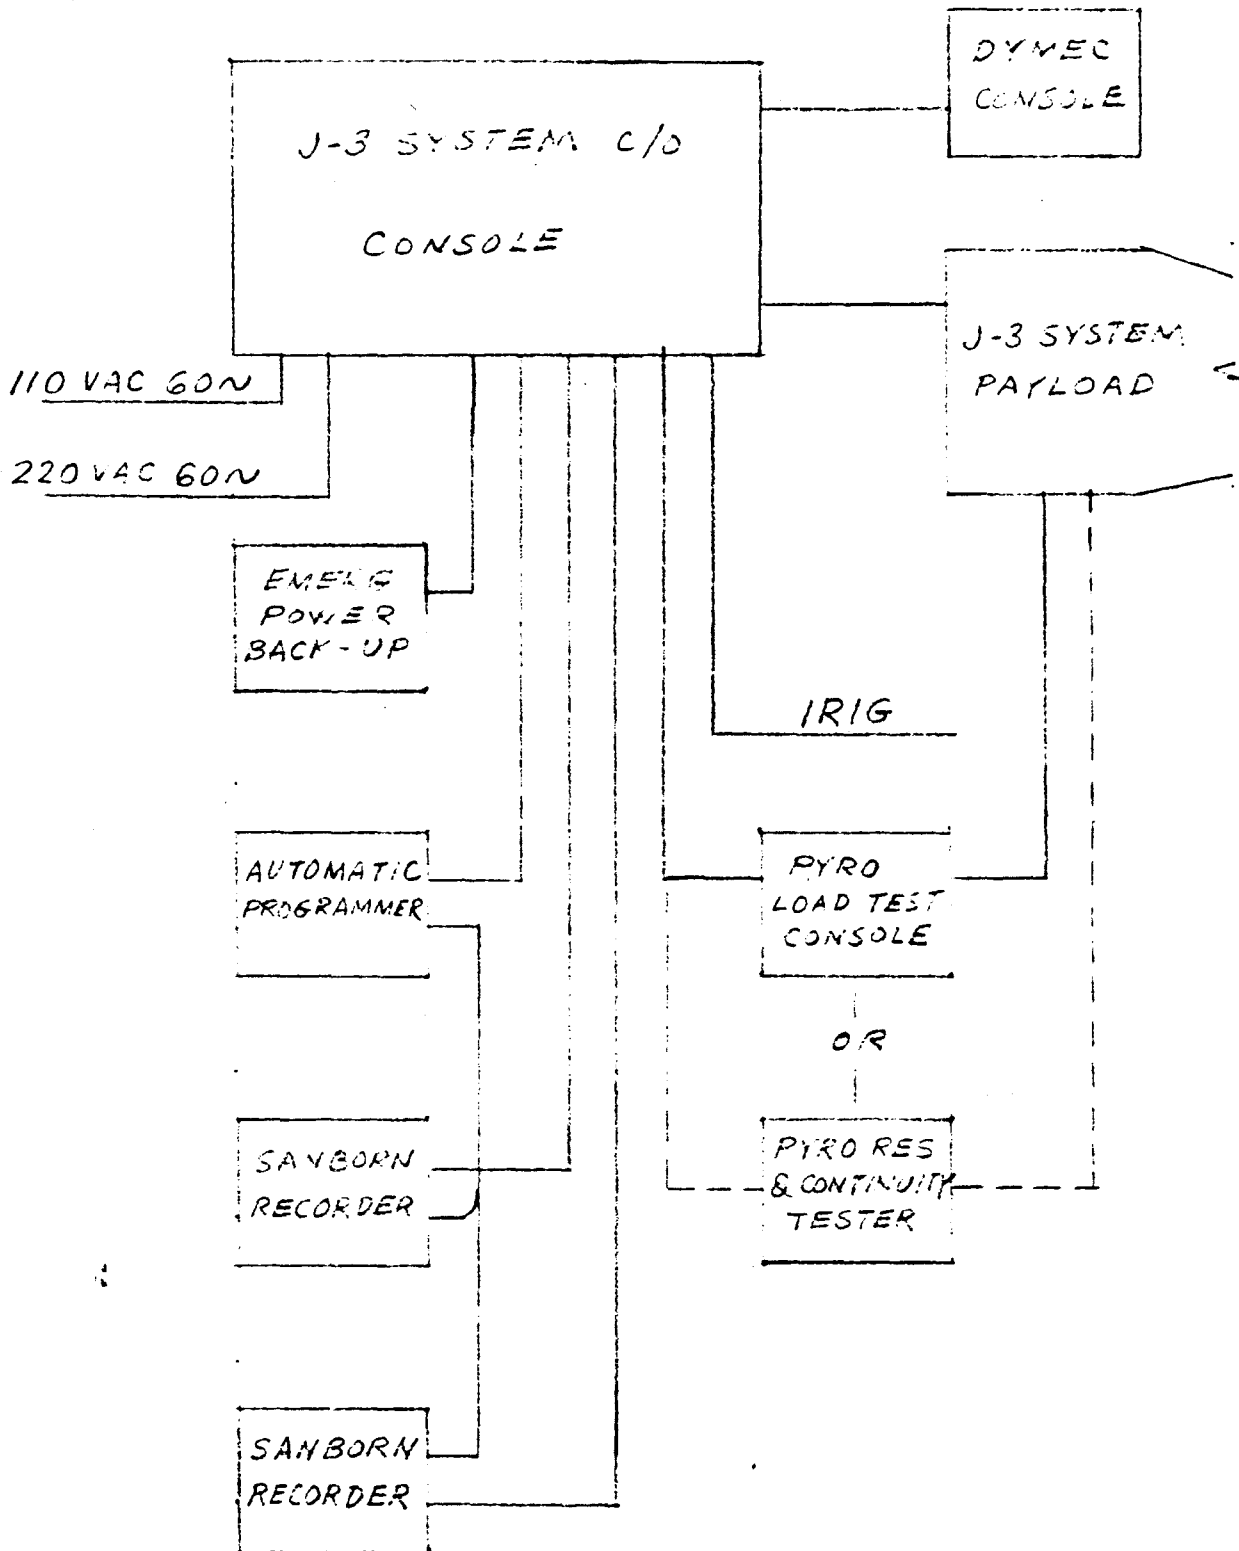 DYMEC
CONSOLE
J-3 SYSTEM C/O
CONSOLE
J-3 SYSTEM
PAYLOAD
110 VAC 60~
220 VAC 60~
EMERG
POWER
BACK-UP
IRIG
AUTOMATIC
PROGRAMMER
PYRO
LOAD TEST
CONSOLE
OR
SANBORN
RECORDER
PYRO RES
& CONTINUITY
TESTER
SANBORN
RECORDER